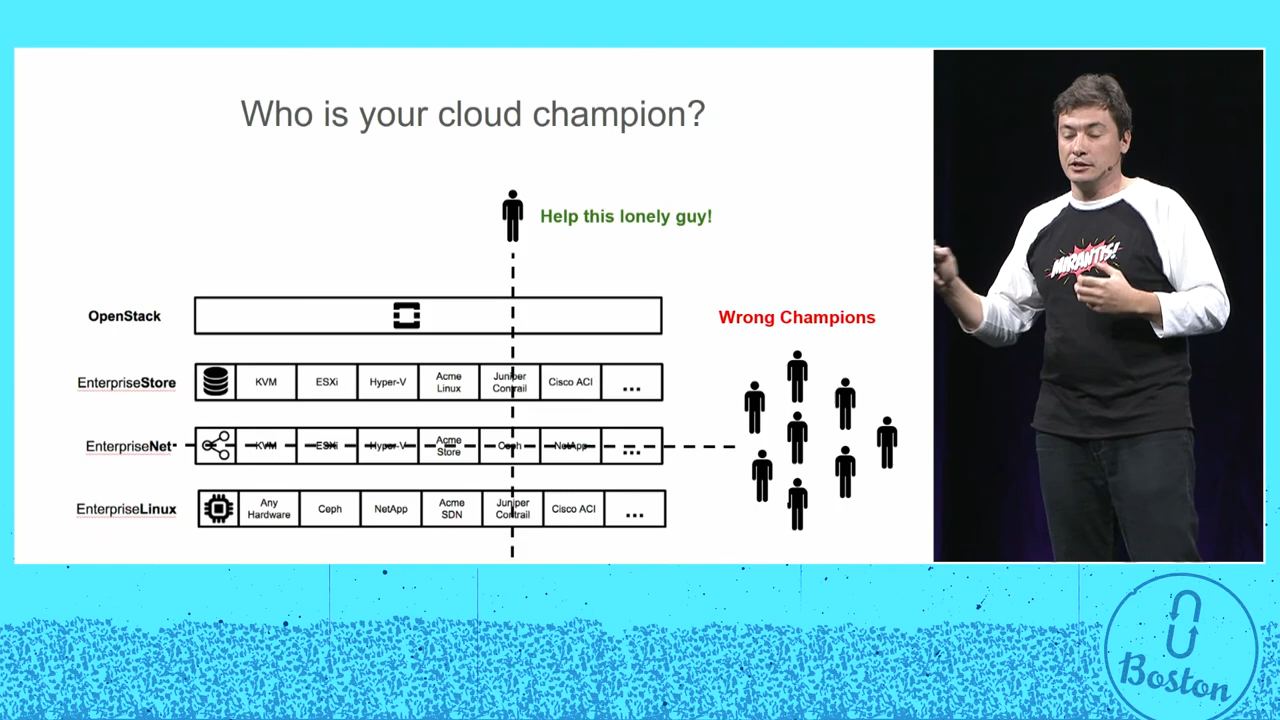 Who is your cloud champion?
Help this lonely guy!
OpenStack
Wrong Champions
EnterpriseStore
KVM
ESXi
Hyper-V
Acme
Linux
Juniper
Contrail
Cisco ACI
...
EnterpriseNet
KVM
ESXi
Hyper-V
Acme
Store
Ceph
NetApp
...
EnterpriseLinux
Any
Hardware
Ceph
NetApp
Acme
SDN
Juniper
Contrail
Cisco ACI
...
MIRANTIS!
Boston